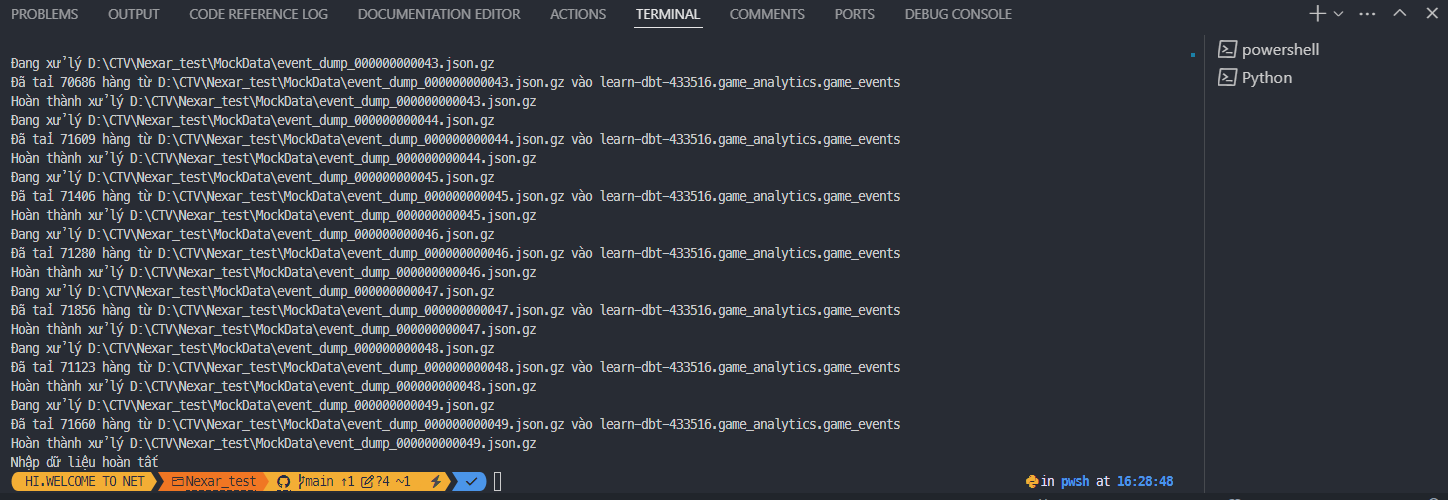 PROBLEMS OUTPUT CODE REFERENCE LOG DOCUMENTATION EDITOR ACTIONS TERMINAL COMMENTS PORTS DEBUG CONSOLE
powershell
Python
Đang xử lý D:\CTV\Nexar_test\MockData\event_dump_000000000043.json.gz
Đã tải 70686 hàng từ D:\CTV\Nexar_test\MockData\event_dump_000000000043.json.gz vào learn-dbt-433516.game_analytics.game_events
Hoàn thành xử lý D:\CTV\Nexar_test\MockData\event_dump_000000000043.json.gz
Đang xử lý D:\CTV\Nexar_test\MockData\event_dump_000000000044.json.gz
Đã tải 71609 hàng từ D:\CTV\Nexar_test\MockData\event_dump_000000000044.json.gz vào learn-dbt-433516.game_analytics.game_events
Hoàn thành xử lý D:\CTV\Nexar_test\MockData\event_dump_000000000044.json.gz
Đang xử lý D:\CTV\Nexar_test\MockData\event_dump_000000000045.json.gz
Đã tải 71406 hàng từ D:\CTV\Nexar_test\MockData\event_dump_000000000045.json.gz vào learn-dbt-433516.game_analytics.game_events
Hoàn thành xử lý D:\CTV\Nexar_test\MockData\event_dump_000000000045.json.gz
Đang xử lý D:\CTV\Nexar_test\MockData\event_dump_000000000046.json.gz
Đã tải 71280 hàng từ D:\CTV\Nexar_test\MockData\event_dump_000000000046.json.gz vào learn-dbt-433516.game_analytics.game_events
Hoàn thành xử lý D:\CTV\Nexar_test\MockData\event_dump_000000000046.json.gz
Đang xử lý D:\CTV\Nexar_test\MockData\event_dump_000000000047.json.gz
Đã tải 71856 hàng từ D:\CTV\Nexar_test\MockData\event_dump_000000000047.json.gz vào learn-dbt-433516.game_analytics.game_events
Hoàn thành xử lý D:\CTV\Nexar_test\MockData\event_dump_000000000047.json.gz
Đang xử lý D:\CTV\Nexar_test\MockData\event_dump_000000000048.json.gz
Đã tải 71123 hàng từ D:\CTV\Nexar_test\MockData\event_dump_000000000048.json.gz vào learn-dbt-433516.game_analytics.game_events
Hoàn thành xử lý D:\CTV\Nexar_test\MockData\event_dump_000000000048.json.gz
Đang xử lý D:\CTV\Nexar_test\MockData\event_dump_000000000049.json.gz
Đã tải 71660 hàng từ D:\CTV\Nexar_test\MockData\event_dump_000000000049.json.gz vào learn-dbt-433516.game_analytics.game_events
Hoàn thành xử lý D:\CTV\Nexar_test\MockData\event_dump_000000000049.json.gz
Nhập dữ liệu hoàn tất
HI.WELCOME TO NET Nexar_test main ↑1 ?4 ~1 in pwsh at 16:28:48